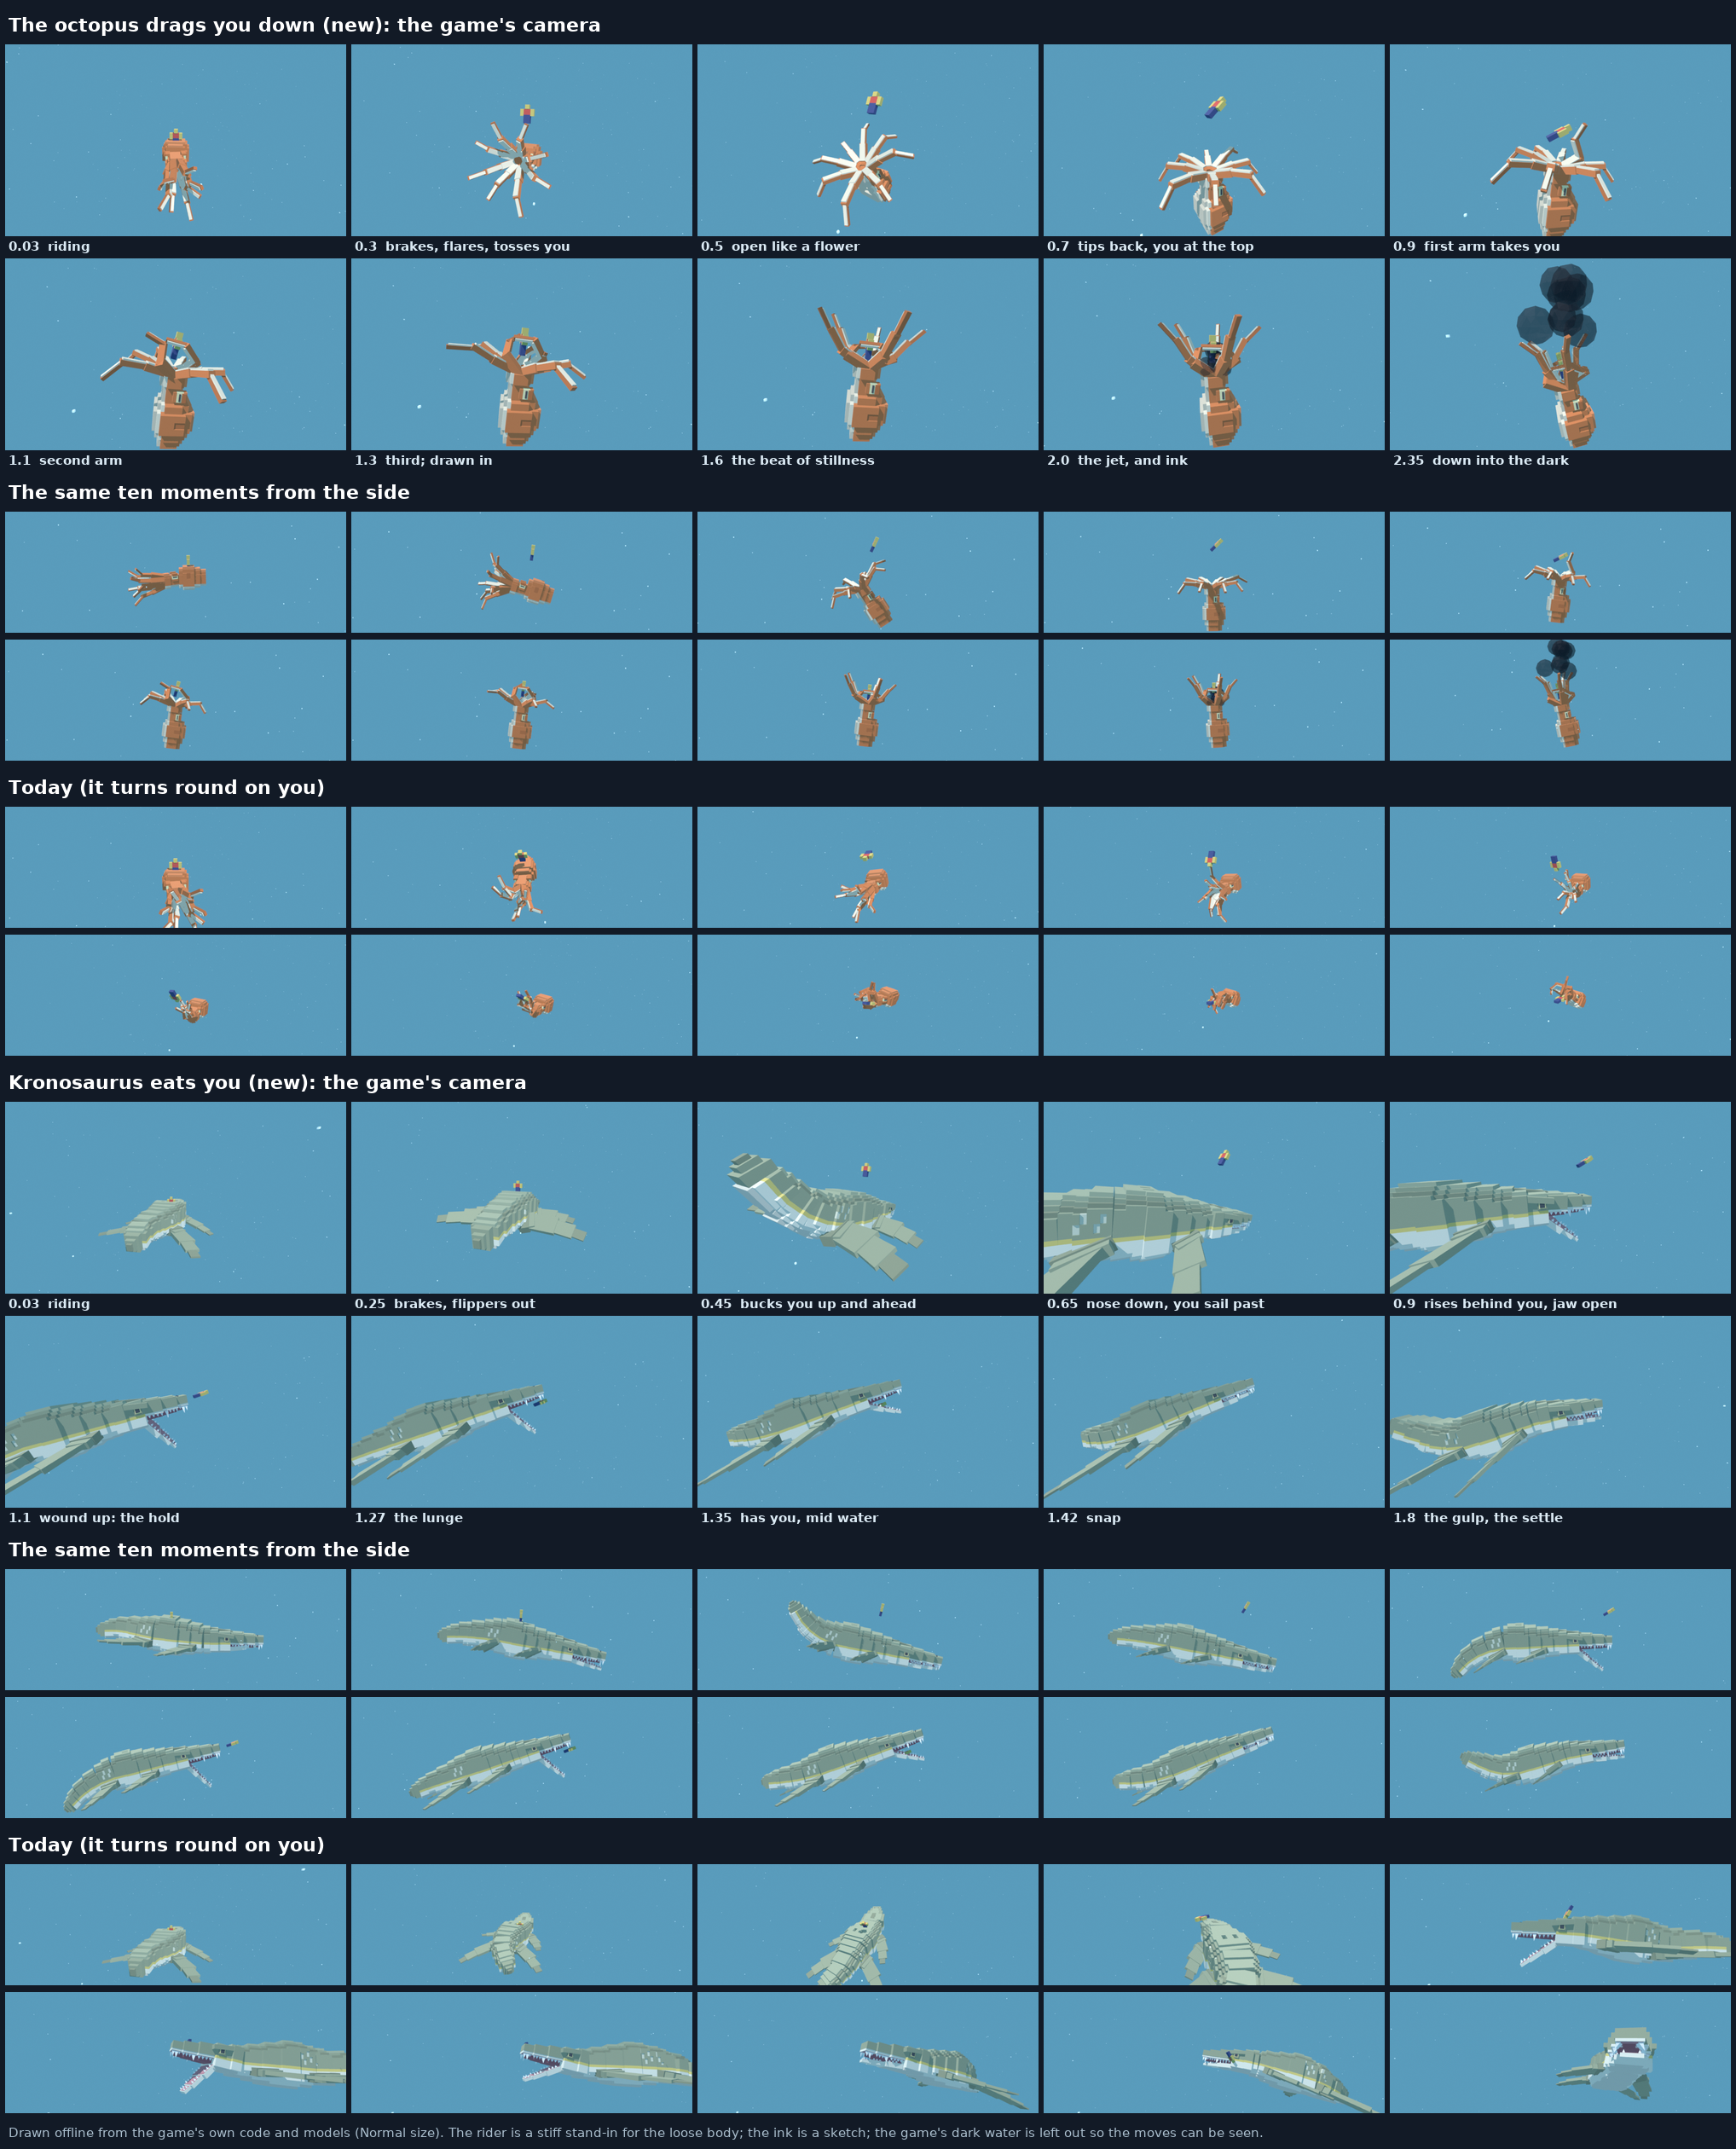 The octopus drags you down (new): the game's camera
0.03  riding
0.3  brakes, flares, tosses you
0.5  open like a flower
0.7  tips back, you at the top
0.9  first arm takes you
1.1  second arm
1.3  third; drawn in
1.6  the beat of stillness
2.0  the jet, and ink
2.35  down into the dark
The same ten moments from the side
Today (it turns round on you)
Kronosaurus eats you (new): the game's camera
0.03  riding
0.25  brakes, flippers out
0.45  bucks you up and ahead
0.65  nose down, you sail past
0.9  rises behind you, jaw open
1.1  wound up: the hold
1.27  the lunge
1.35  has you, mid water
1.42  snap
1.8  the gulp, the settle
The same ten moments from the side
Today (it turns round on you)
Drawn offline from the game's own code and models (Normal size). The rider is a stiff stand-in for the loose body; the ink is a sketch; the game's dark water is left out so the moves can be seen.